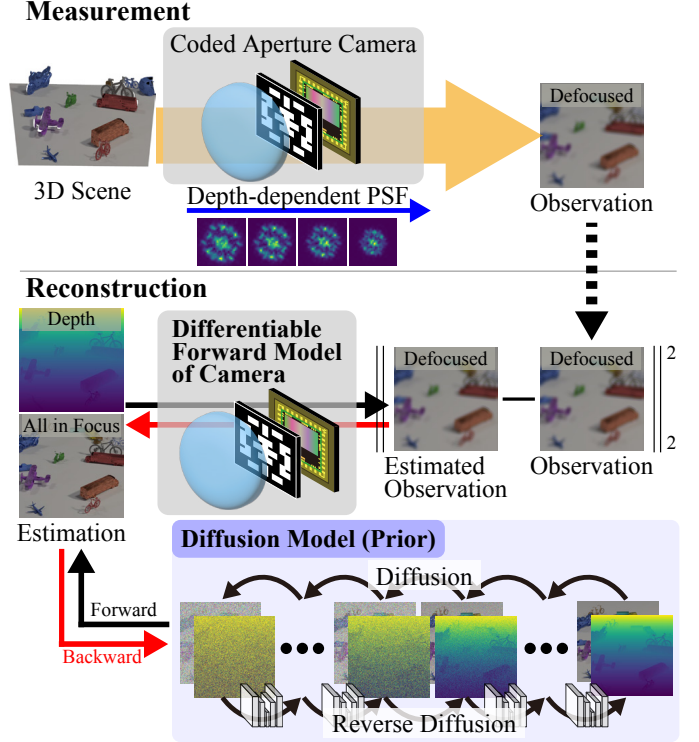 Measurement
Coded Aperture Camera
Defocused
3D Scene
Depth-dependent PSF
Observation
Reconstruction
Depth
Differentiable
Forward Model
of Camera
Defocused
Defocused
2
All in Focus
2
Estimated
Observation
Observation
Estimation
Diffusion Model (Prior)
Diffusion
Forward
Backward
Reverse Diffusion